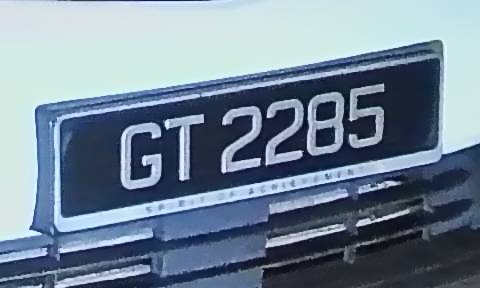 GT 2285
SPIRIT OF ACHIEVEMENT